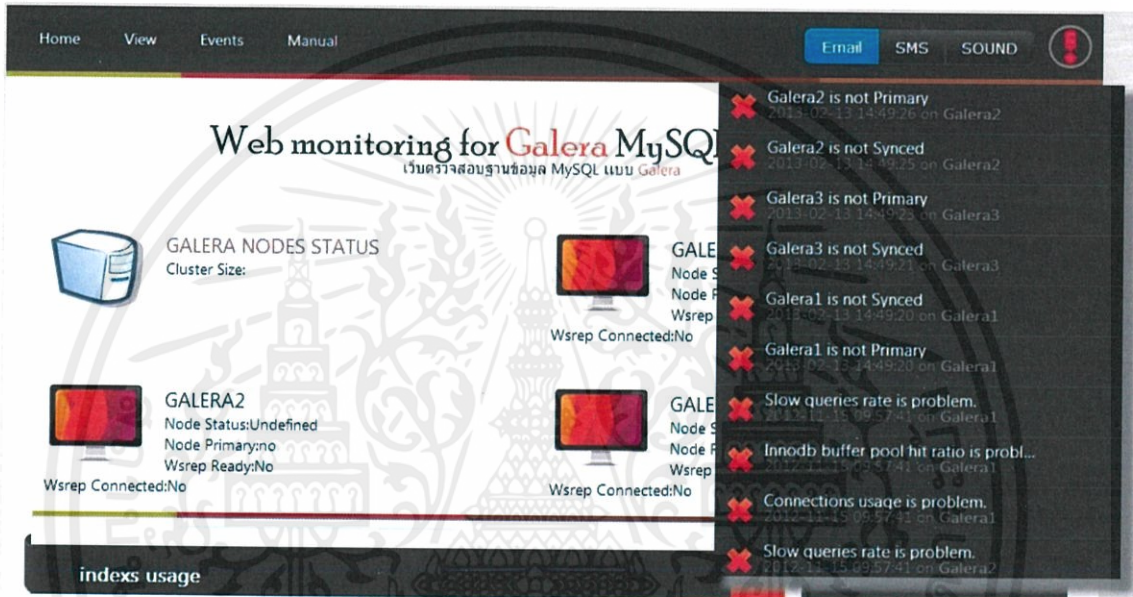 Home View Events Manual
Email SMS SOUND
Web monitoring for Galera MySQL
เว็บตรวจสอบฐานข้อมูล MySQL แบบ Galera
GALERA NODES STATUS
Cluster Size:
GALE
Node S
Node P
Wsrep
Wsrep Connected:No
GALERA2
Node Status:Undefined
Node Primary:no
Wsrep Ready:No
Wsrep Connected:No
GALE
Node S
Node P
Wsrep
Wsrep Connected:No
indexs usage
Galera2 is not Primary
2013-02-13 14:49:26 on Galera2
Galera2 is not Synced
2013-02-13 14:49:25 on Galera2
Galera3 is not Primary
2013-02-13 14:49:23 on Galera3
Galera3 is not Synced
2013-02-13 14:49:21 on Galera3
Galera1 is not Synced
2013-02-13 14:49:20 on Galera1
Galera1 is not Primary
2013-02-13 14:49:20 on Galera1
Slow queries rate is problem.
2012-11-15 09:57:41 on Galera1
Innodb buffer pool hit ratio is probl...
2012-11-15 09:57:41 on Galera1
Connections usage is problem.
2012-11-15 09:57:41 on Galera1
Slow queries rate is problem.
2012-11-15 09:57:41 on Galera2